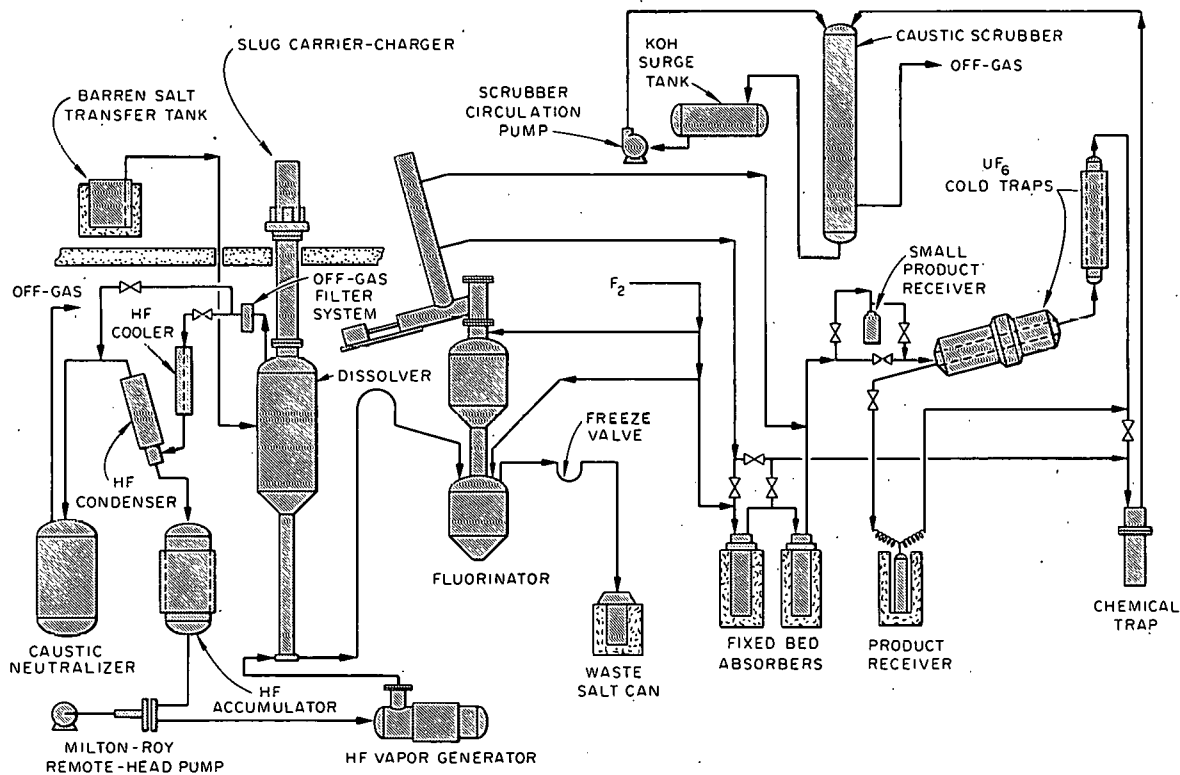 SLUG CARRIER-CHARGER
BARREN SALT
TRANSFER TANK
KOH
SURGE
TANK
SCRUBBER
CIRCULATION
PUMP
CAUSTIC SCRUBBER
OFF-GAS
UF6
COLD TRAPS
OFF-GAS
HF
COOLER
OFF-GAS
FILTER
SYSTEM
F2
SMALL
PRODUCT
RECEIVER
DISSOLVER
FREEZE
VALVE
HF
CONDENSER
FLUORINATOR
CAUSTIC
NEUTRALIZER
HF
ACCUMULATOR
WASTE
SALT CAN
FIXED BED
ABSORBERS
PRODUCT
RECEIVER
CHEMICAL
TRAP
MILTON-ROY
REMOTE-HEAD PUMP
HF VAPOR GENERATOR